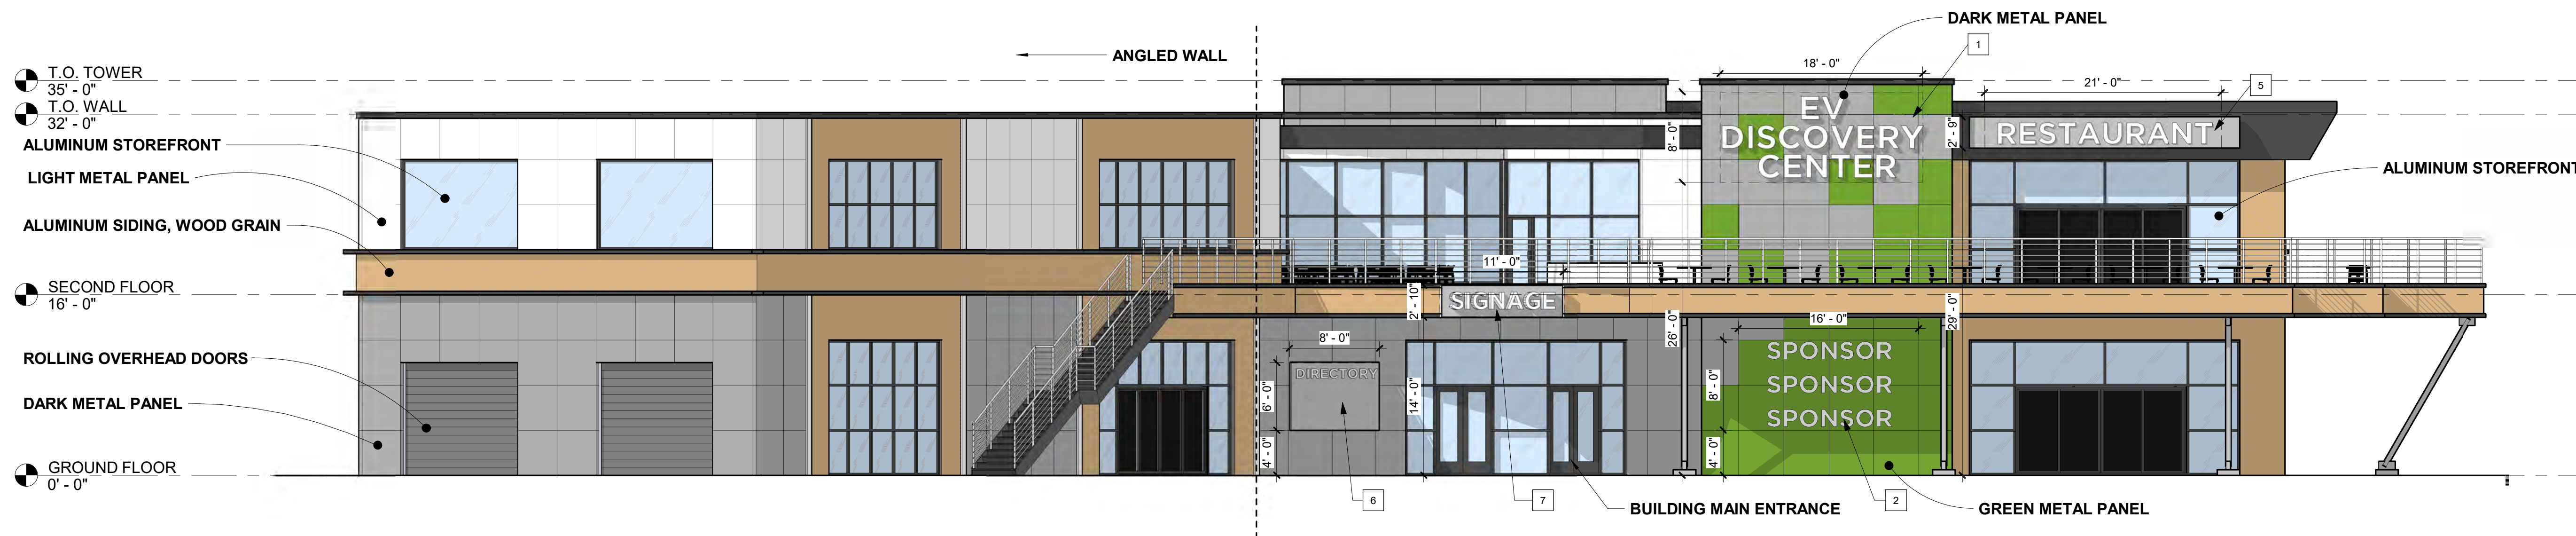 DARK METAL PANEL
1
ANGLED WALL
18' - 0"
T.O. TOWER
35' - 0"
21' - 0"
5
T.O. WALL
32' - 0"
EV
DISCOVERY
CENTER
8' - 0"
2' - 9"
RESTAURANT
ALUMINUM STOREFRONT
LIGHT METAL PANEL
ALUMINUM STOREFRONT
ALUMINUM SIDING, WOOD GRAIN
11' - 0"
SECOND FLOOR
16' - 0"
2' - 10"
SIGNAGE
26' - 0"
29' - 0"
16' - 0"
8' - 0"
SPONSOR
SPONSOR
SPONSOR
ROLLING OVERHEAD DOORS
DIRECTORY
6' - 0"
14' - 0"
8' - 0"
DARK METAL PANEL
4' - 0"
4' - 0"
GROUND FLOOR
0' - 0"
6
7
2
BUILDING MAIN ENTRANCE
GREEN METAL PANEL